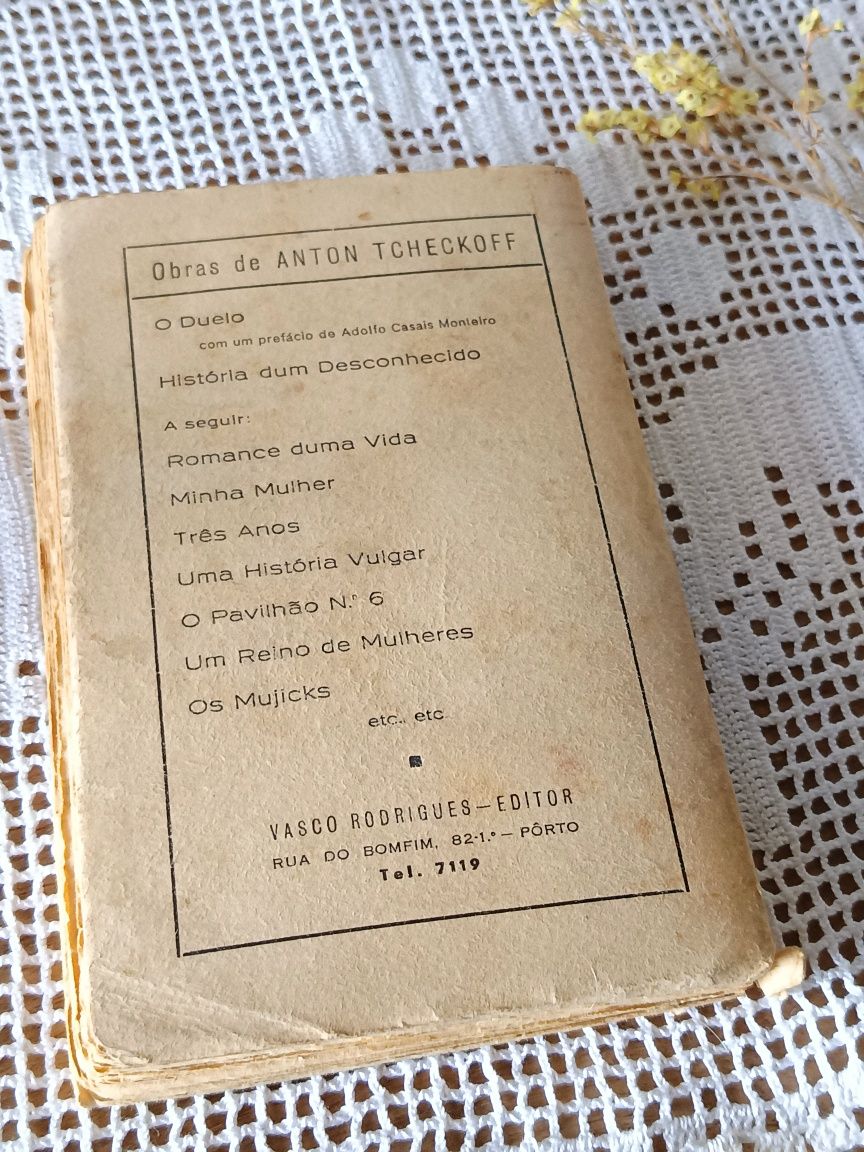 Obras de ANTON TCHECKOFF
O Duelo
com um prefácio de Adolfo Casais Monteiro
História dum Desconhecido
A seguir:
Romance duma Vida
Minha Mulher
Três Anos
Uma História Vulgar
O Pavilhão N.º 6
Um Reino de Mulheres
Os Mujicks
etc., etc.
VASCO RODRIGUES — EDITOR
RUA DO BOMFIM, 82-1.º — PÔRTO
Tel. 7119